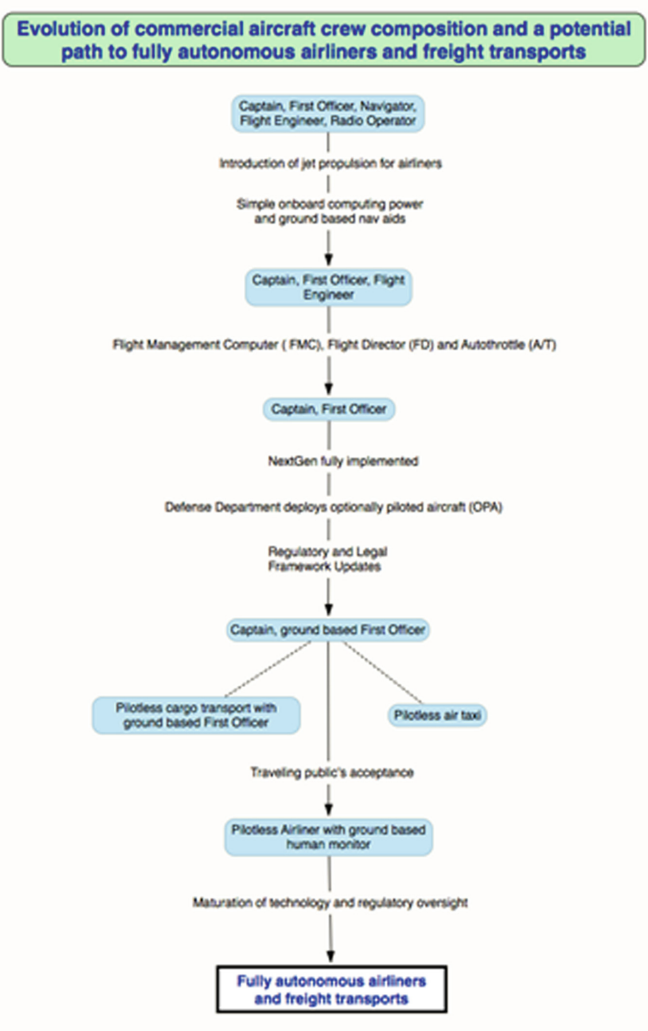 Evolution of commercial aircraft crew composition and a potential
path to fully autonomous airliners and freight transports
Captain, First Officer, Navigator,
Flight Engineer, Radio Operator
Introduction of jet propulsion for airliners
Simple onboard computing power
and ground based nav aids
Captain, First Officer, Flight
Engineer
Flight Management Computer ( FMC), Flight Director (FD) and Autothrottle (A/T)
Captain, First Officer
NextGen fully implemented
Defense Department deploys optionally piloted aircraft (OPA)
Regulatory and Legal
Framework Updates
Captain, ground based First Officer
Pilotless cargo transport with
ground based First Officer
Pilotless air taxi
Traveling public's acceptance
Pilotless Airliner with ground based
human monitor
Maturation of technology and regulatory oversight
Fully autonomous airliners
and freight transports